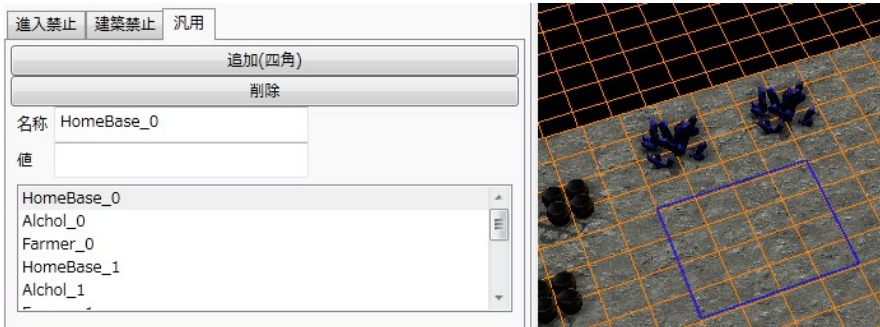 進入禁止 建築禁止 汎用
追加(四角)
削除
名称 HomeBase_0
値
HomeBase_0
Alchol_0
Farmer_0
HomeBase_1
Alchol_1